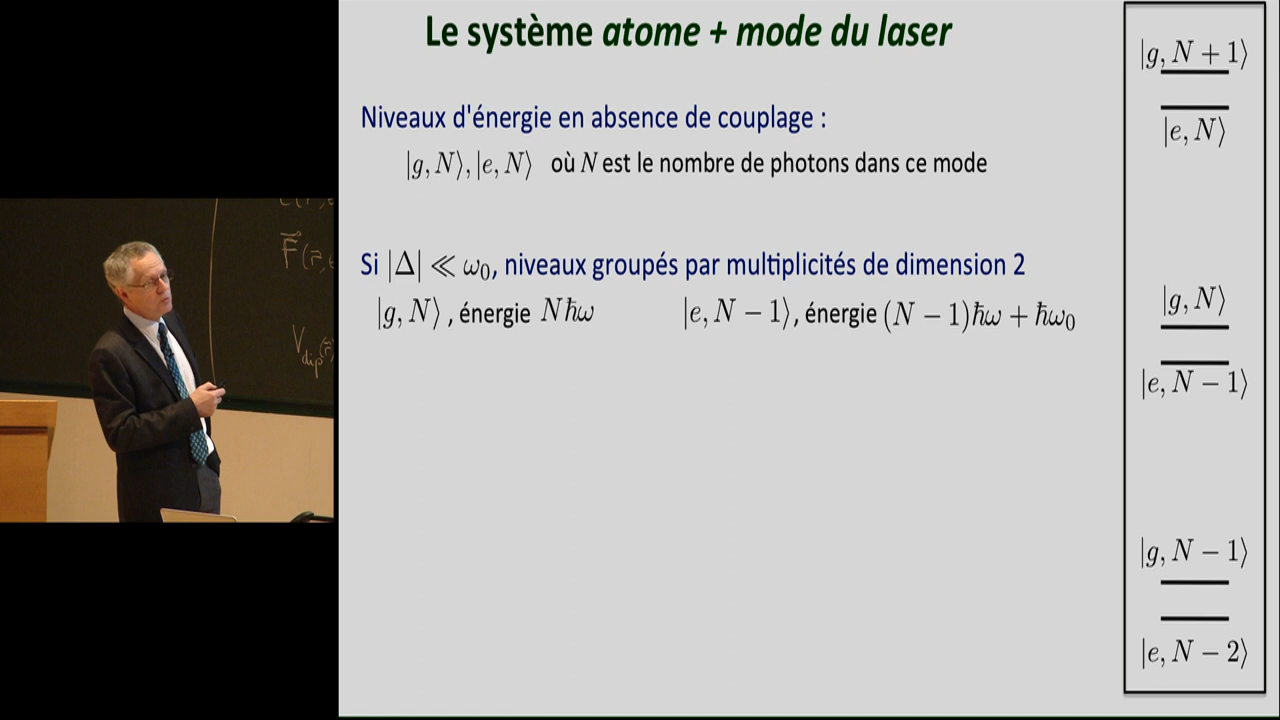 Le système atome + mode du laser
Niveaux d'énergie en absence de couplage :
|g, N⟩, |e, N⟩ où N est le nombre de photons dans ce mode
Si |Δ| ≪ ω₀, niveaux groupés par multiplicités de dimension 2
|g, N⟩ , énergie Nħω |e, N − 1⟩, énergie (N − 1)ħω + ħω₀
|g, N + 1⟩
|e, N⟩
|g, N⟩
|e, N − 1⟩
|g, N − 1⟩
|e, N − 2⟩
F⃗(r⃗,
V_dip(r⃗)